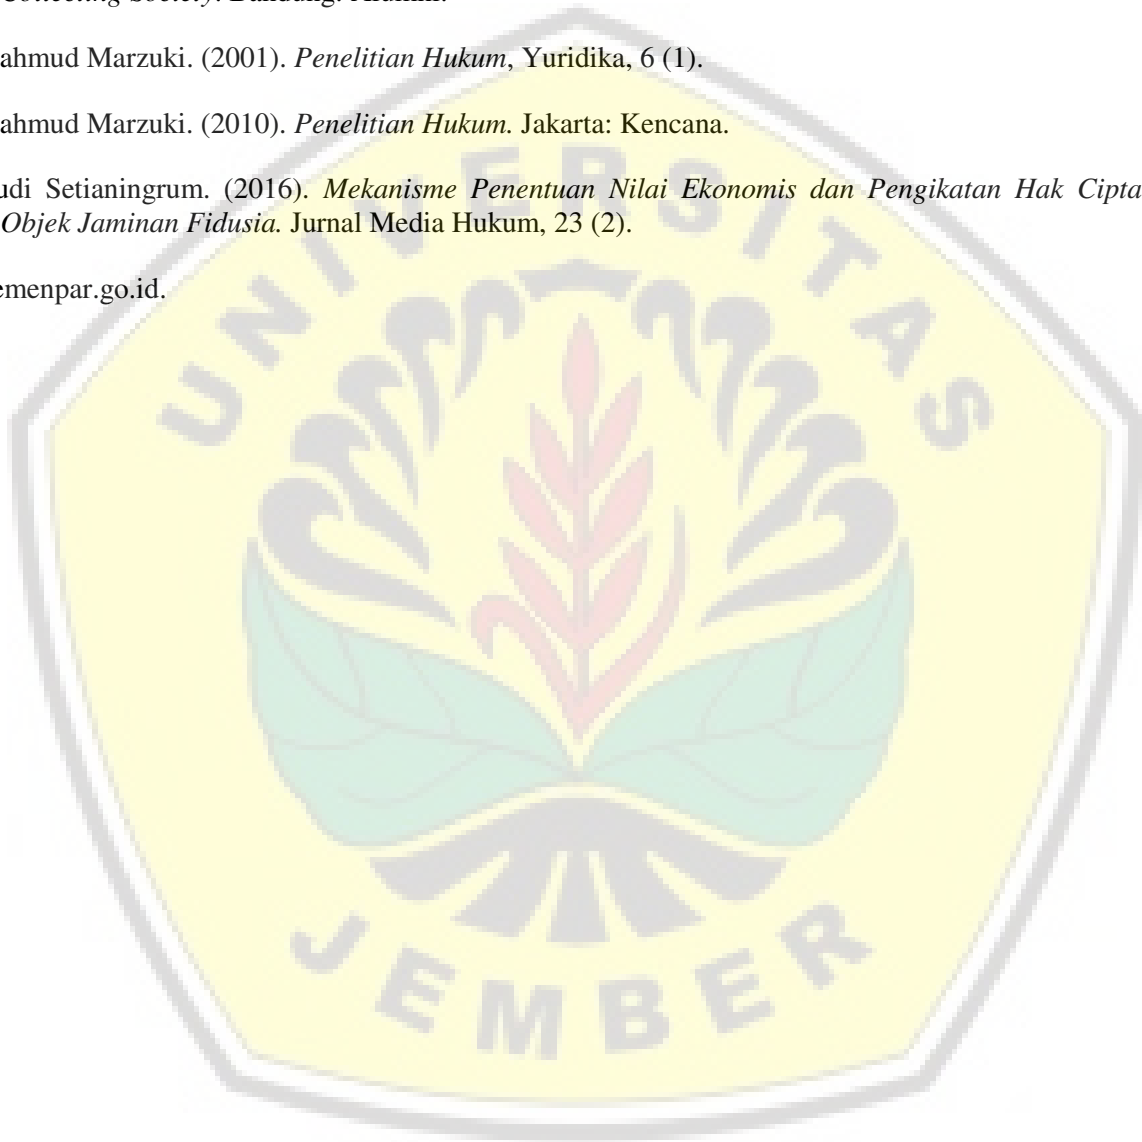 Collecting Society. Bandung: Alumni.
ahmud Marzuki. (2001). Penelitian Hukum, Yuridika, 6 (1).
ahmud Marzuki. (2010). Penelitian Hukum. Jakarta: Kencana.
udi Setianingrum. (2016). Mekanisme Penentuan Nilai Ekonomis dan Pengikatan Hak Cipta
Objek Jaminan Fidusia. Jurnal Media Hukum, 23 (2).
emenpar.go.id.
UNIVERSITAS
JEMBER